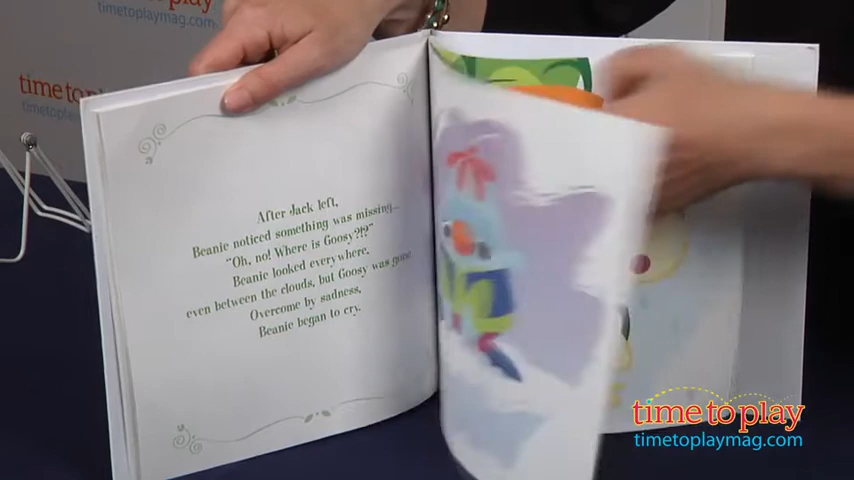 to play
timetoplaymag.com
time to
timetopla
After Jack left,
Beanie noticed something was missing...
"Oh, no! Where is Goosy?!?"
Beanie looked everywhere,
even between the clouds, but Goosy was gone.
Overcome by sadness,
Beanie began to cry.
time to play
timetoplaymag.com